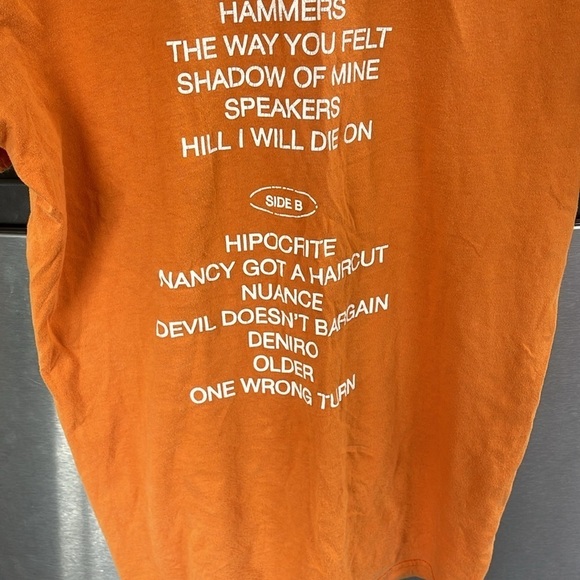 HAMMERS
THE WAY YOU FELT
SHADOW OF MINE
SPEAKERS
HILL I WILL DIE ON
SIDE B
HIPOCRITE
NANCY GOT A HAIRCUT
NUANCE
DEVIL DOESN'T BARGAIN
DENIRO
OLDER
ONE WRONG TURN